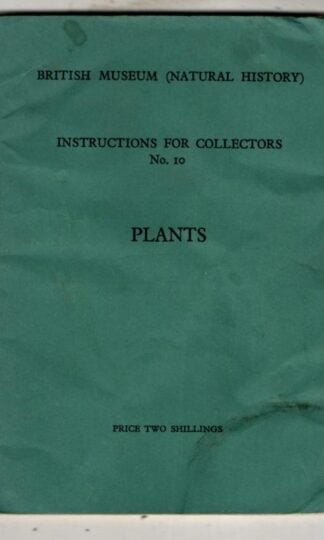 BRITISH MUSEUM (NATURAL HISTORY)
INSTRUCTIONS FOR COLLECTORS
No. 10
PLANTS
PRICE TWO SHILLINGS